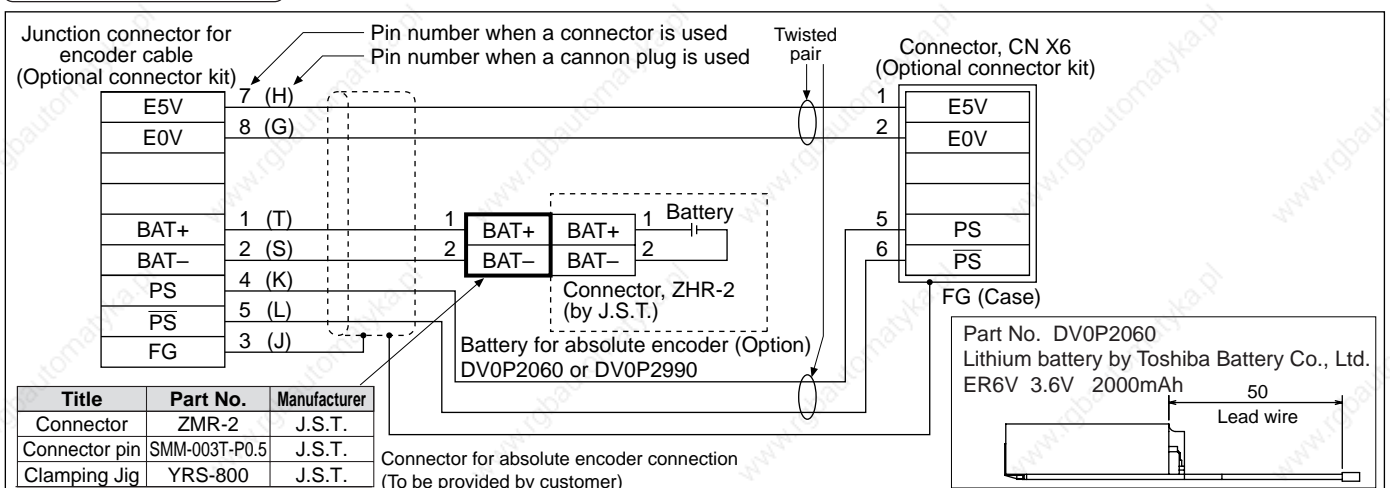 Junction connector for
encoder cable
(Optional connector kit)
Pin number when a connector is used
Pin number when a cannon plug is used
Twisted
pair
Connector, CN X6
(Optional connector kit)
E5V 7 (H) 1 E5V
E0V 8 (G) 2 E0V
BAT+ 1 (T) 1 BAT+ BAT+ 1 Battery 5 PS
BAT– 2 (S) 2 BAT– BAT– 2 6 PS
PS 4 (K)
PS 5 (L)
FG 3 (J)
Connector, ZHR-2
(by J.S.T.)
FG (Case)
Battery for absolute encoder (Option)
DV0P2060 or DV0P2990
Title Part No. Manufacturer
Connector ZMR-2 J.S.T.
Connector pin SMM-003T-P0.5 J.S.T.
Clamping Jig YRS-800 J.S.T.
Connector for absolute encoder connection
(To be provided by customer)
Part No. DV0P2060
Lithium battery by Toshiba Battery Co., Ltd.
ER6V 3.6V 2000mAh
50
Lead wire
www.rgbautomatyka.pl